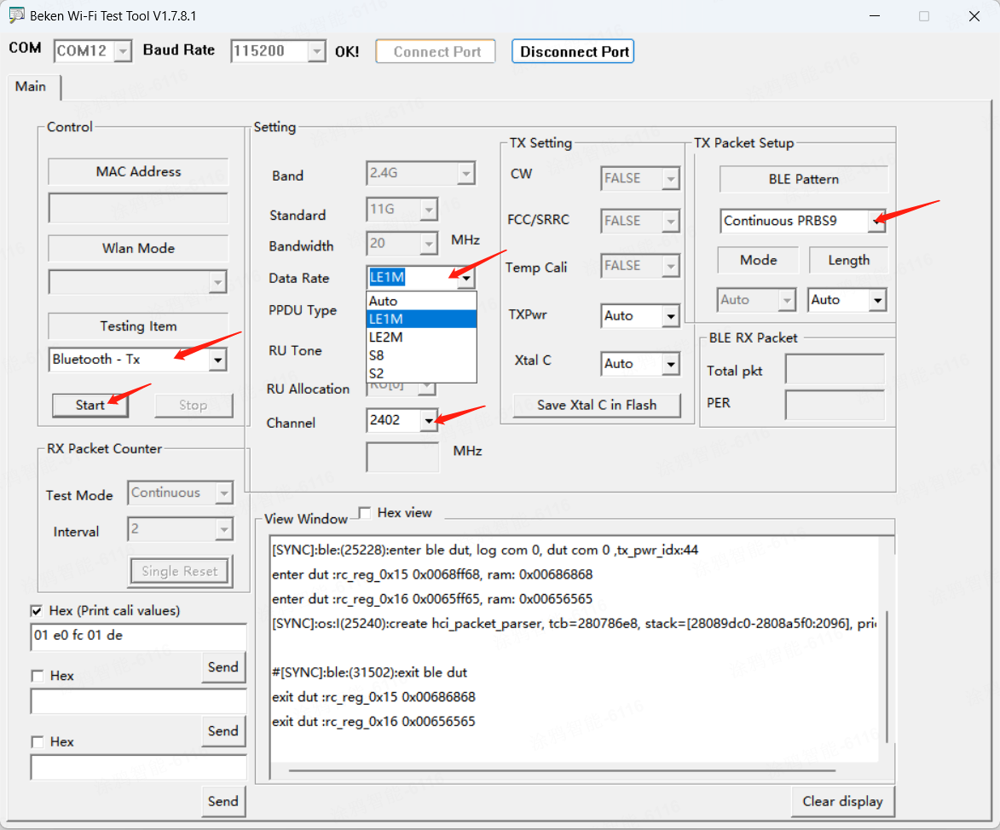 Beken Wi-Fi Test Tool V1.7.8.1
COM COM12 Baud Rate 115200 OK! Connect Port Disconnect Port
Main
Control
MAC Address
Wlan Mode
Testing Item
Bluetooth - Tx
Start Stop
Setting
Band 2.4G
Standard 11G
Bandwidth 20 MHz
Data Rate LE1M
Auto
LE1M
LE2M
S8
S2
PPDU Type
RU Tone
RU Allocation RU[0]
Channel 2402
MHz
TX Setting
CW FALSE
FCC/SRRC FALSE
Temp Cali FALSE
TXPwr Auto
Xtal C Auto
Save Xtal C in Flash
TX Packet Setup
BLE Pattern
Continuous PRBS9
Mode Length
Auto Auto
BLE RX Packet
Total pkt
PER
RX Packet Counter
Test Mode Continuous
Interval 2
Single Reset
Hex (Print cali values)
01 e0 fc 01 de
Send
Hex
Send
Hex
Send
View Window Hex view
[SYNC]:ble:(25228):enter ble dut, log com 0, dut com 0 ,tx_pwr_idx:44
enter dut :rc_reg_0x15 0x0068ff68, ram: 0x00686868
enter dut :rc_reg_0x16 0x0065ff65, ram: 0x00656565
[SYNC]:os:I(25240):create hci_packet_parser, tcb=280786e8, stack=[28089dc0-2808a5f0:2096], pri
#[SYNC]:ble:(31502):exit ble dut
exit dut :rc_reg_0x15 0x00686868
exit dut :rc_reg_0x16 0x00656565
Clear display